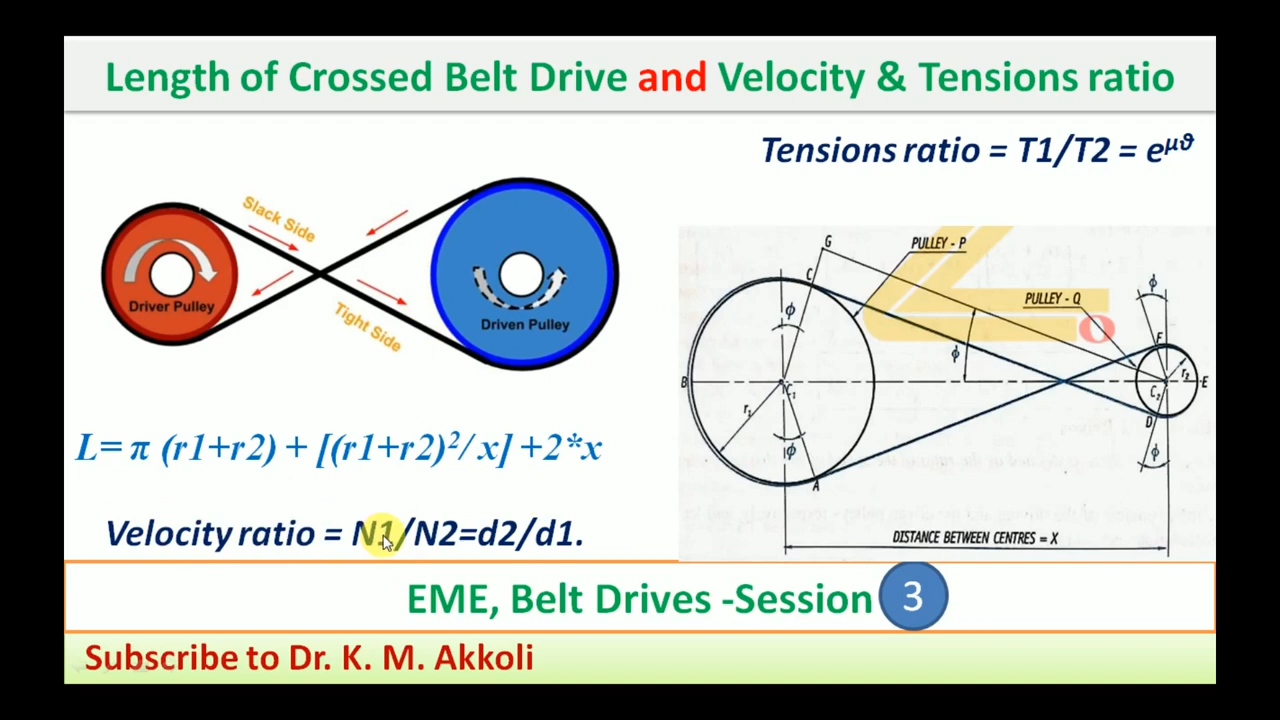 Length of Crossed Belt Drive and Velocity & Tensions ratio
Tensions ratio = T1/T2 = e^μϑ
Slack Side
Driver Pulley
Tight Side
Driven Pulley
G
PULLEY - P
C
ϕ
ϕ
PULLEY - Q
ϕ
F
B
C₁
r₁
C₂
r₂
E
D
ϕ
ϕ
A
L= π (r1+r2) + [(r1+r2)²/ x] +2*x
Velocity ratio = N1/N2=d2/d1.
DISTANCE BETWEEN CENTRES = X
EME, Belt Drives -Session 3
Subscribe to Dr. K. M. Akkoli